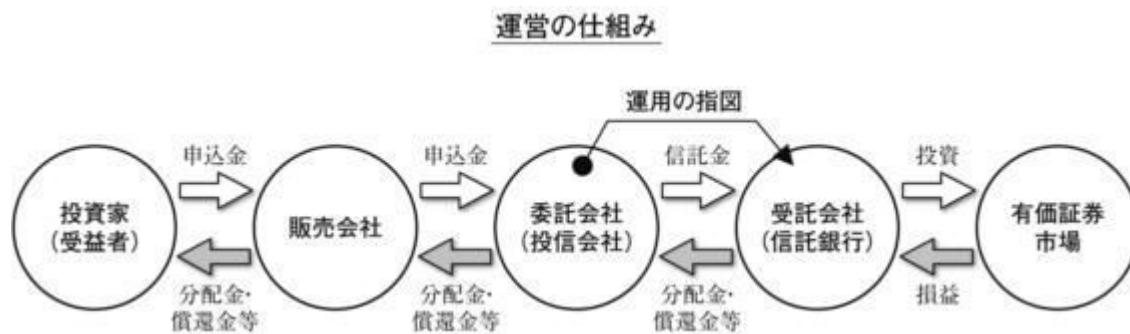 運営の仕組み
運用の指図
申込金
申込金
信託金
投資
投資家
(受益者)
販売会社
委託会社
(投信会社)
受託会社
(信託銀行)
有価証券
市場
分配金・
償還金等
分配金・
償還金等
分配金・
償還金等
損益